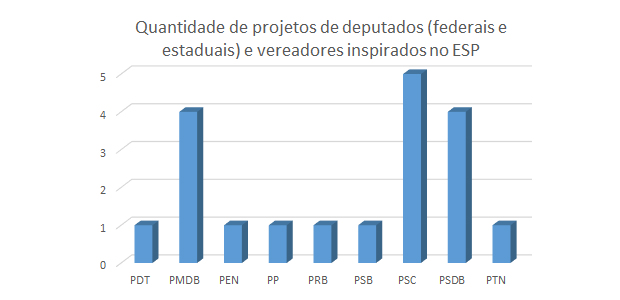 Quantidade de projetos de deputados (federais e
estaduais) e vereadores inspirados no ESP
5
4
3
2
1
0
PDT PMDB PEN PP PRB PSB PSC PSDB PTN